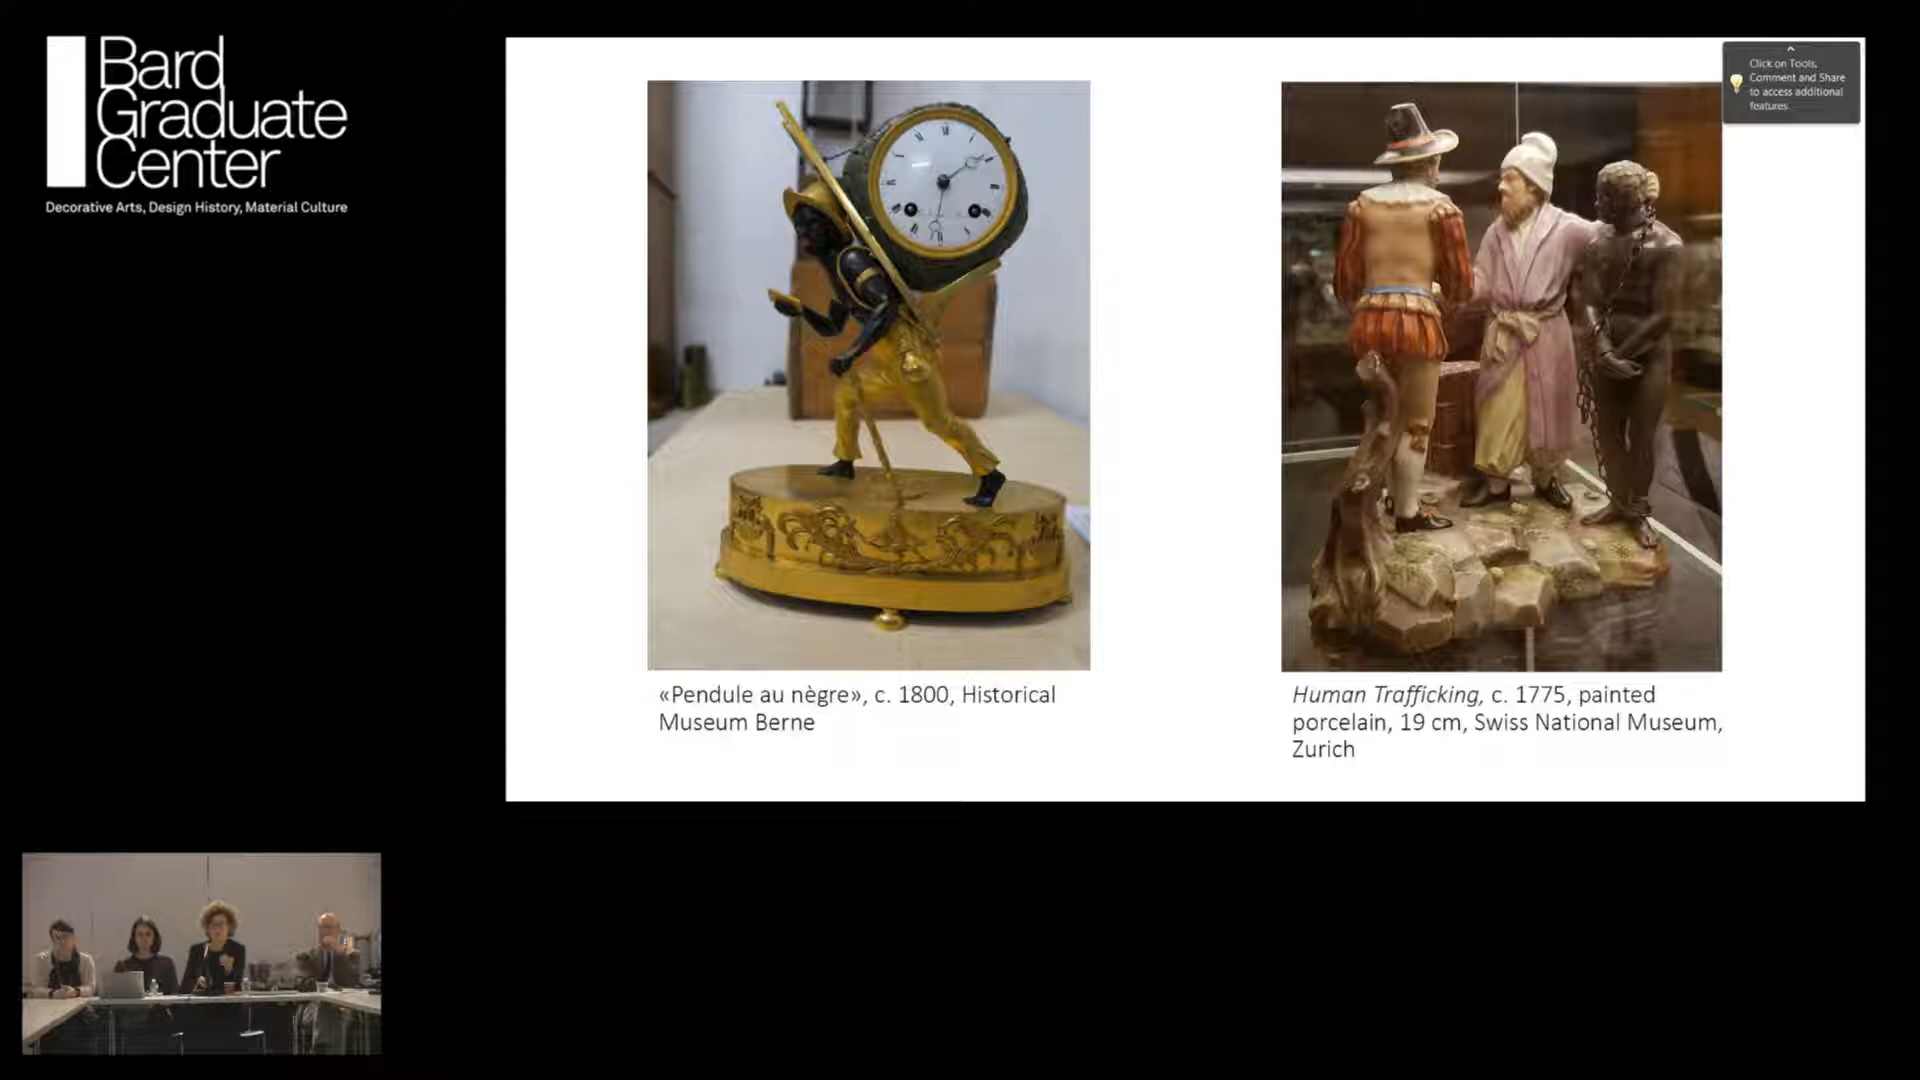 Bard
Graduate
Center
Decorative Arts, Design History, Material Culture
Click on Tools,
Comment and Share
to access additional
features.
«Pendule au nègre», c. 1800, Historical
Museum Berne
Human Trafficking, c. 1775, painted
porcelain, 19 cm, Swiss National Museum,
Zurich